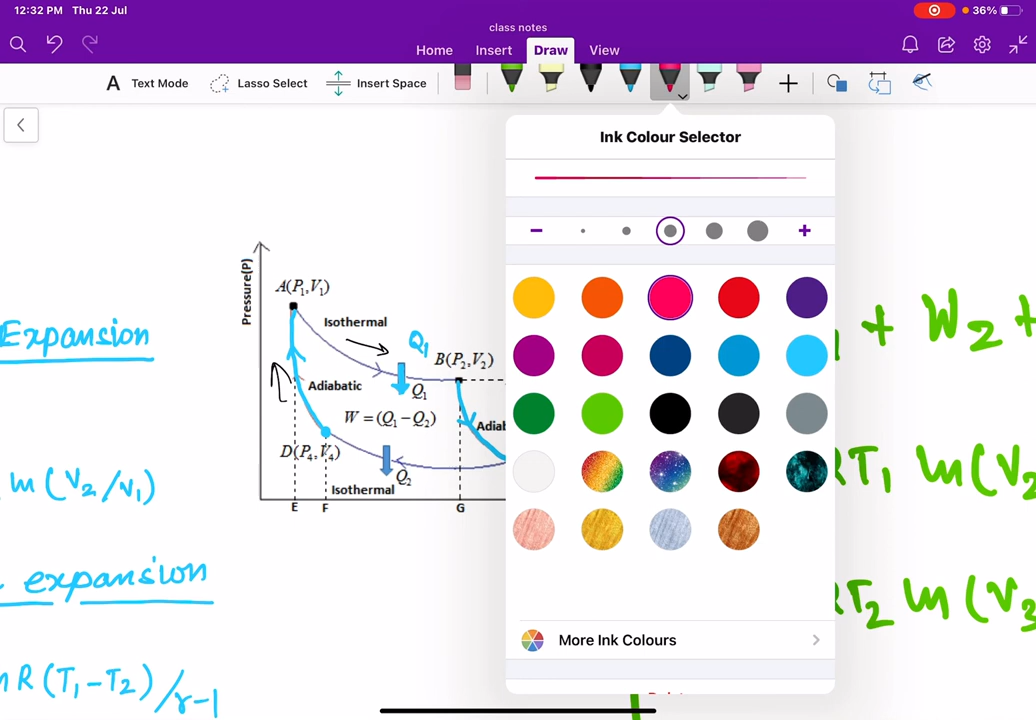 12:32 PM Thu 22 Jul
36%
class notes
Home Insert Draw View
A Text Mode Lasso Select Insert Space
Ink Colour Selector
More Ink Colours
Pressure(P)
A(P₁,V₁)
Isothermal
Q₁
B(P₂,V₂)
Adiabatic
Q₁
W = (Q₁−Q₂)
Adiab
D(P₄,V₄)
Q₂
Isothermal
E F G
Expansion
ln(V₂/V₁)
expansion
R(T₁−T₂)/γ−1
+ W₂ +
RT₁ ln(V₂
RT₂ ln(V₃